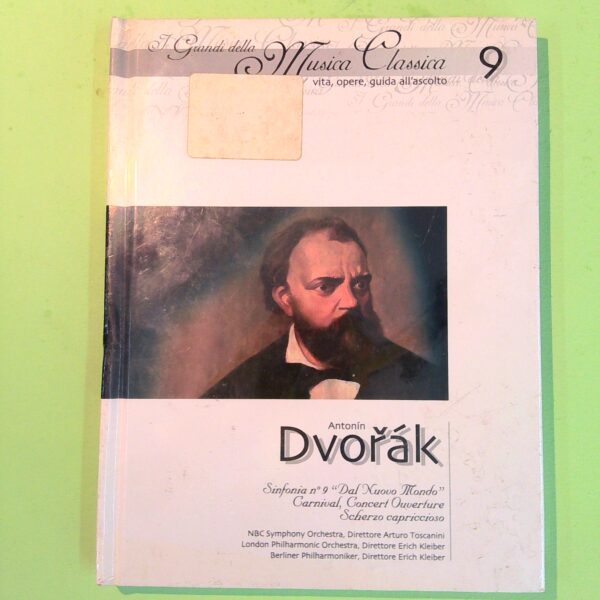 I Grandi della
Musica Classica
9
vita, opere, guida all'ascolto
Antonín
Dvořák
Sinfonia n° 9 "Dal Nuovo Mondo"
Carnival, Concert Ouverture
Scherzo capriccioso
NBC Symphony Orchestra, Direttore Arturo Toscanini
London Philharmonic Orchestra, Direttore Erich Kleiber
Berliner Philharmoniker, Direttore Erich Kleiber